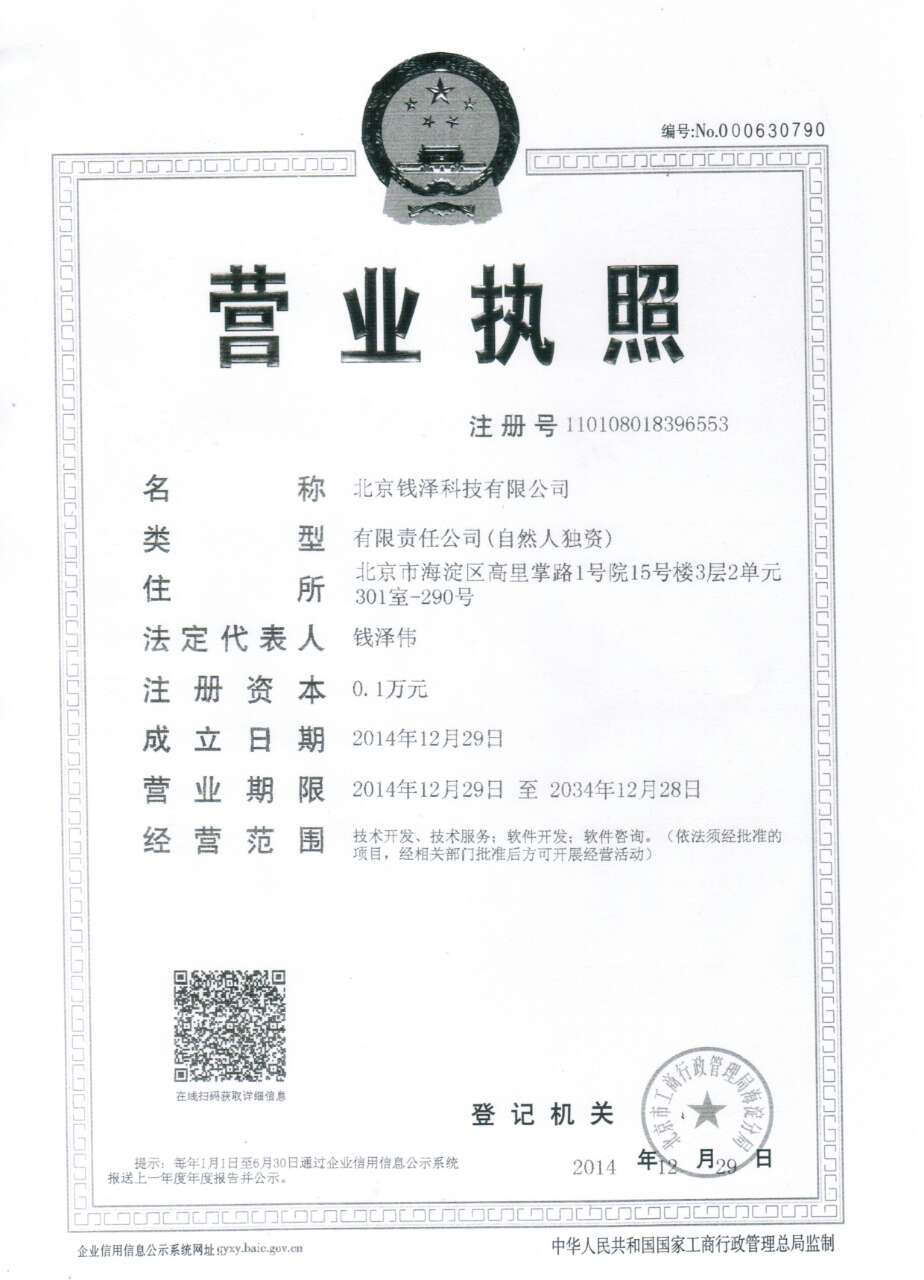 编号:No.000630790
营业执照
注册号 110108018396553
名称 北京钱泽科技有限公司
类型 有限责任公司(自然人独资)
住所 北京市海淀区高里掌路1号院15号楼3层2单元
301室-290号
法定代表人 钱泽伟
注册资本 0.1万元
成立日期 2014年12月29日
营业期限 2014年12月29日 至 2034年12月28日
经营范围 技术开发、技术服务；软件开发；软件咨询。（依法须经批准的
项目，经相关部门批准后方可开展经营活动）
在线扫码获取详细信息
登记机关
北京市工商行政管理局海淀分局
2014 年12 月29 日
提示：每年1月1日至6月30日通过企业信用信息公示系统
报送上一年度年度报告并公示。
企业信用信息公示系统网址gyxy.baic.gov.cn
中华人民共和国国家工商行政管理总局监制